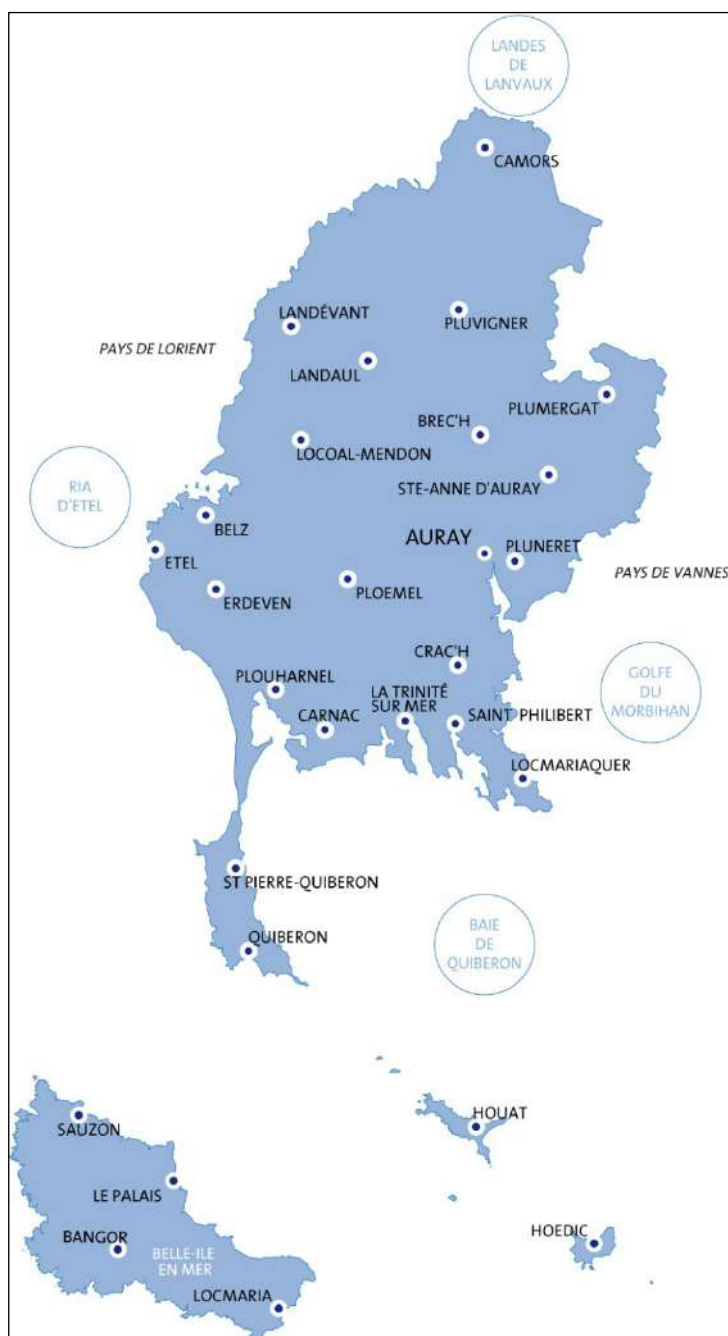 LANDES
DE
LANVAUX
CAMORS
LANDÉVANT
PLUVIGNER
PAYS DE LORIENT
LANDAUL
PLUMERGAT
BREC'H
LOCOAL-MENDON
STE-ANNE D'AURAY
RIA
D'ETEL
BELZ
AURAY
ETEL
PLUNERET
PAYS DE VANNES
PLOEMEL
ERDEVEN
CRAC'H
GOLFE
DU
MORBIHAN
PLOUHARNEL
LA TRINITÉ
SUR MER
CARNAC
SAINT PHILIBERT
LOCMARIAQUER
ST PIERRE-QUIBERON
QUIBERON
BAIE
DE
QUIBERON
HOUAT
SAUZON
LE PALAIS
HOEDIC
BANGOR
BELLE-ILE
EN MER
LOCMARIA